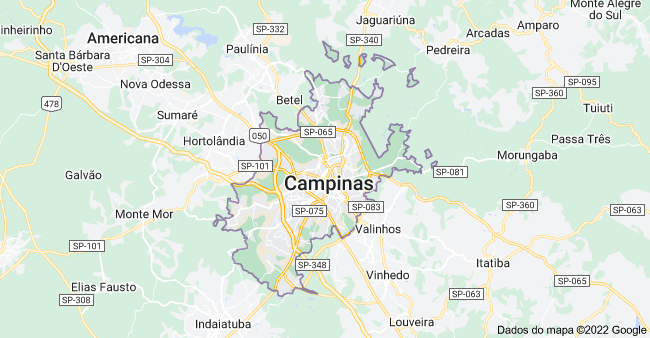 Monte Alegre
do Sul
Jaguariúna
Arcadas
Amparo
inheirinho
SP-332
SP-340
Americana
Paulínia
Pedreira
Santa Bárbara
D'Oeste
SP-304
Nova Odessa
SP-095
SP-360
478
Betel
Tuiuti
Sumaré
SP-065
Hortolândia
050
Passa Três
Morungaba
SP-101
SP-081
Galvão
Campinas
SP-360
SP-083
SP-075
SP-063
Monte Mor
Valinhos
SP-101
Itatiba
SP-348
Vinhedo
SP-065
Elias Fausto
SP-308
SP-063
Indaiatuba
Louveira
Dados do mapa ©2022 Google